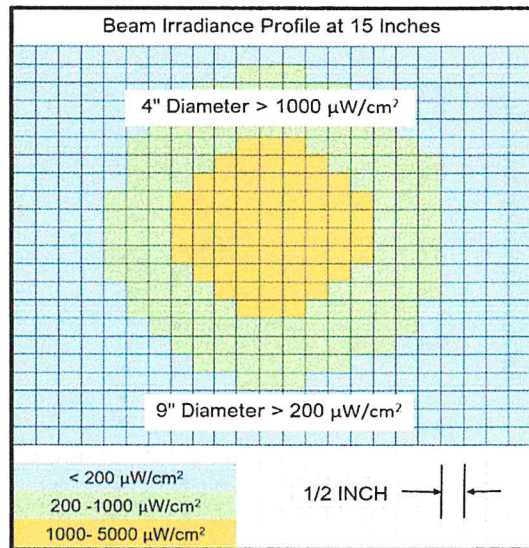 Beam Irradiance Profile at 15 Inches
4" Diameter > 1000 µW/cm²
9" Diameter > 200 µW/cm²
< 200 µW/cm²
200 -1000 µW/cm²
1000- 5000 µW/cm²
1/2 INCH